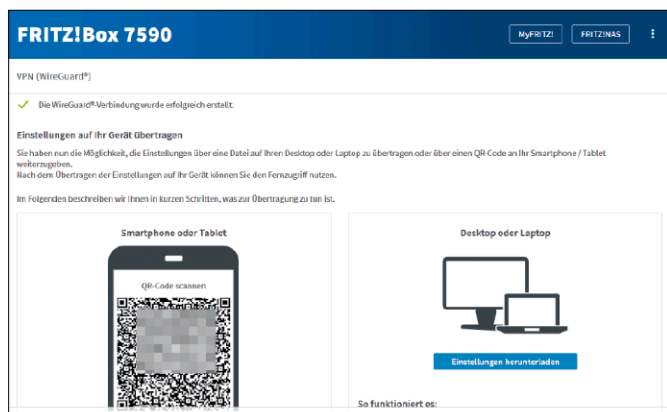 FRITZ!Box 7590
MyFRITZ!
FRITZ!NAS
VPN (WireGuard®)
Die WireGuard®-Verbindung wurde erfolgreich erstellt.
Einstellungen auf Ihr Gerät übertragen
Sie haben nun die Möglichkeit, die Einstellungen über eine Datei auf Ihren Desktop oder Laptop zu übertragen oder über einen QR-Code an Ihr Smartphone / Tablet
weiterzugeben.
Nach dem Übertragen der Einstellungen auf Ihr Gerät können Sie den Fernzugriff nutzen.
Im Folgenden beschreiben wir Ihnen in kurzen Schritten, was zur Übertragung zu tun ist.
Smartphone oder Tablet
QR-Code scannen
Desktop oder Laptop
Einstellungen herunterladen
So funktioniert es: